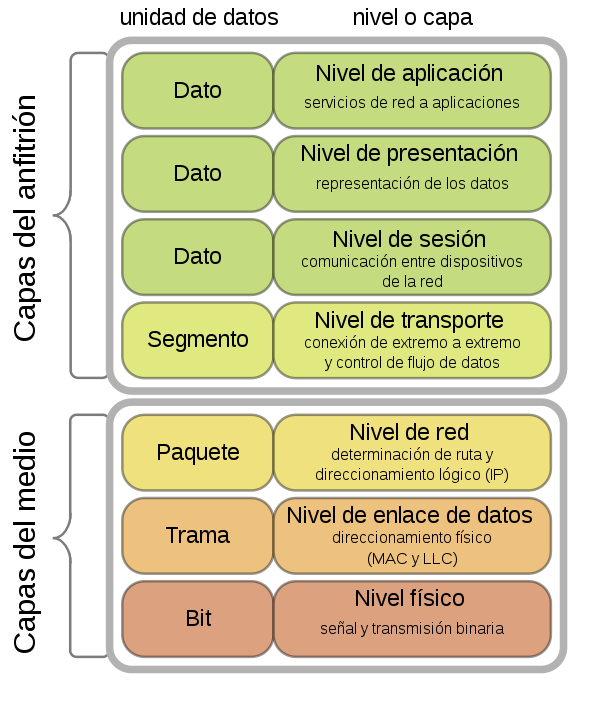 unidad de datos
nivel o capa
Capas del anfitrión
Dato
Nivel de aplicación
servicios de red a aplicaciones
Dato
Nivel de presentación
representación de los datos
Dato
Nivel de sesión
comunicación entre dispositivos
de la red
Segmento
Nivel de transporte
conexión de extremo a extremo
y control de flujo de datos
Capas del medio
Paquete
Nivel de red
determinación de ruta y
direccionamiento lógico (IP)
Trama
Nivel de enlace de datos
direccionamiento físico
(MAC y LLC)
Bit
Nivel físico
señal y transmisión binaria